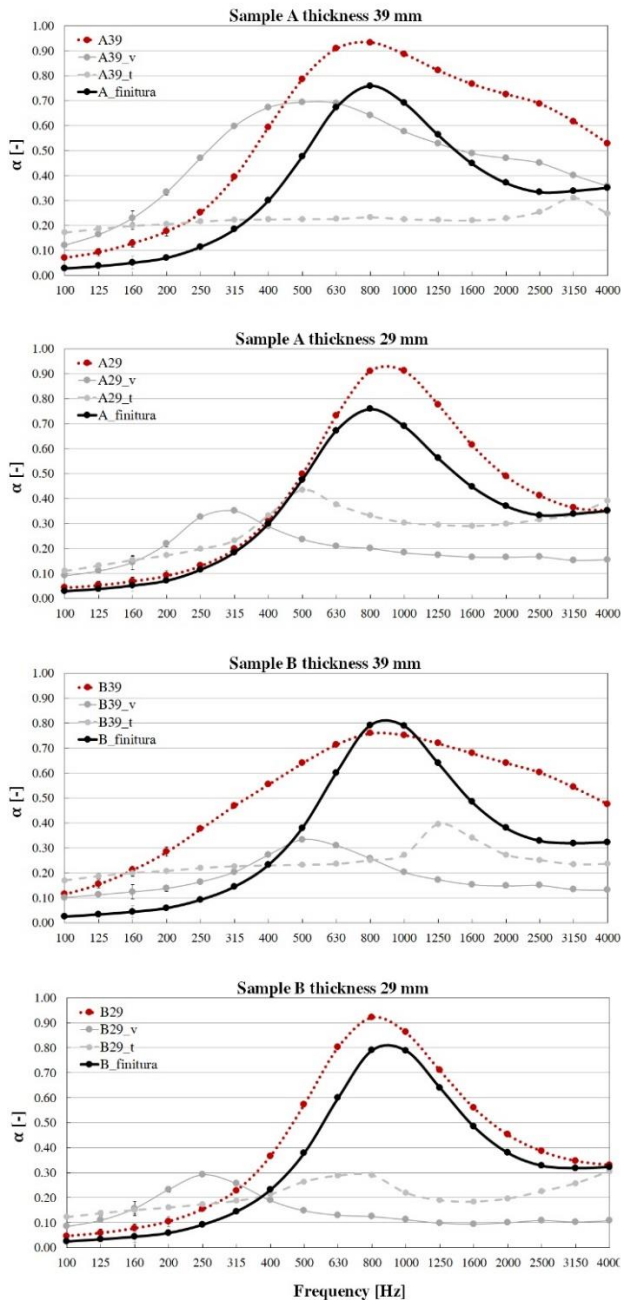 Sample A thickness 39 mm
1.00
0.90
0.80
0.70
0.60
0.50
0.40
0.30
0.20
0.10
0.00
α [-]
A39
A39_v
A39_t
A_finitura
100 125 160 200 250 315 400 500 630 800 1000 1250 1600 2000 2500 3150 4000
Sample A thickness 29 mm
1.00
0.90
0.80
0.70
0.60
0.50
0.40
0.30
0.20
0.10
0.00
α [-]
A29
A29_v
A29_t
A_finitura
100 125 160 200 250 315 400 500 630 800 1000 1250 1600 2000 2500 3150 4000
Sample B thickness 39 mm
1.00
0.90
0.80
0.70
0.60
0.50
0.40
0.30
0.20
0.10
0.00
α [-]
B39
B39_v
B39_t
B_finitura
100 125 160 200 250 315 400 500 630 800 1000 1250 1600 2000 2500 3150 4000
Sample B thickness 29 mm
1.00
0.90
0.80
0.70
0.60
0.50
0.40
0.30
0.20
0.10
0.00
α [-]
B29
B29_v
B29_t
B_finitura
100 125 160 200 250 315 400 500 630 800 1000 1250 1600 2000 2500 3150 4000
Frequency [Hz]